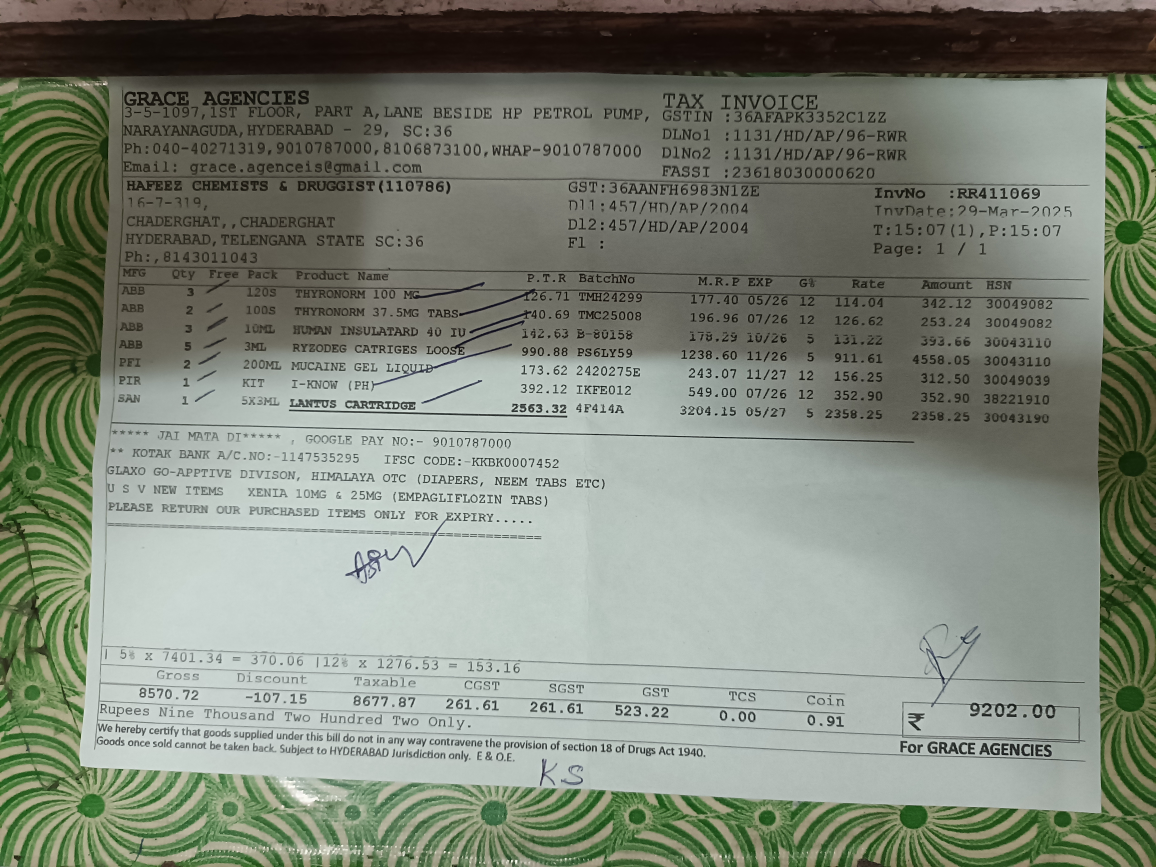 GRACE AGENCIES
3-5-1097,1ST FLOOR, PART A,LANE BESIDE HP PETROL PUMP,
NARAYANAGUDA,HYDERABAD - 29, SC:36
Ph:040-40271319,9010787000,8106873100,WHAP-9010787000
Email: grace.agenceis@gmail.com
TAX INVOICE
GSTIN :36AFAPK3352C1ZZ
DLNo1 :1131/HD/AP/96-RWR
DlNo2 :1131/HD/AP/96-RWR
FASSI :23618030000620
HAFEEZ CHEMISTS & DRUGGIST(110786)
16-7-319,
CHADERGHAT,,CHADERGHAT
HYDERABAD,TELENGANA STATE SC:36
Ph:,8143011043
GST:36AANFH6983N1ZE
Dl1:457/HD/AP/2004
Dl2:457/HD/AP/2004
Fl :
InvNo :RR411069
InvDate:29-Mar-2025
T:15:07(1),P:15:07
Page: 1 / 1
MFG Qty Free Pack Product Name P.T.R BatchNo M.R.P EXP G% Rate Amount HSN
ABB 3 120S THYRONORM 100 MG 126.71 TMH24299 177.40 05/26 12 114.04 342.12 30049082
ABB 2 100S THYRONORM 37.5MG TABS 140.69 TMC25008 196.96 07/26 12 126.62 253.24 30049082
ABB 3 10ML HUMAN INSULATARD 40 IU 142.63 B-80158 178.29 10/26 5 131.22 393.66 30043110
ABB 5 3ML RYZODEG CATRIGES LOOSE 990.88 PS6LY59 1238.60 11/26 5 911.61 4558.05 30043110
PFI 2 200ML MUCAINE GEL LIQUID 173.62 2420275E 243.07 11/27 12 156.25 312.50 30049039
PIR 1 KIT I-KNOW (PH) 392.12 IKFE012 549.00 07/26 12 352.90 352.90 38221910
SAN 1 5X3ML LANTUS CARTRIDGE 2563.32 4F414A 3204.15 05/27 5 2358.25 2358.25 30043190
***** JAI MATA DI***** , GOOGLE PAY NO:- 9010787000
** KOTAK BANK A/C.NO:-1147535295 IFSC CODE:-KKBK0007452
GLAXO GO-APPTIVE DIVISON, HIMALAYA OTC (DIAPERS, NEEM TABS ETC)
U S V NEW ITEMS XENIA 10MG & 25MG (EMPAGLIFLOZIN TABS)
PLEASE RETURN OUR PURCHASED ITEMS ONLY FOR EXPIRY.....
| 5% x 7401.34 = 370.06 |12% x 1276.53 = 153.16
Gross Discount Taxable CGST SGST GST TCS Coin
8570.72 -107.15 8677.87 261.61 261.61 523.22 0.00 0.91
₹ 9202.00
Rupees Nine Thousand Two Hundred Two Only.
We hereby certify that goods supplied under this bill do not in any way contravene the provision of section 18 of Drugs Act 1940.
Goods once sold cannot be taken back. Subject to HYDERABAD Jurisdiction only. E & O.E.
For GRACE AGENCIES
KS